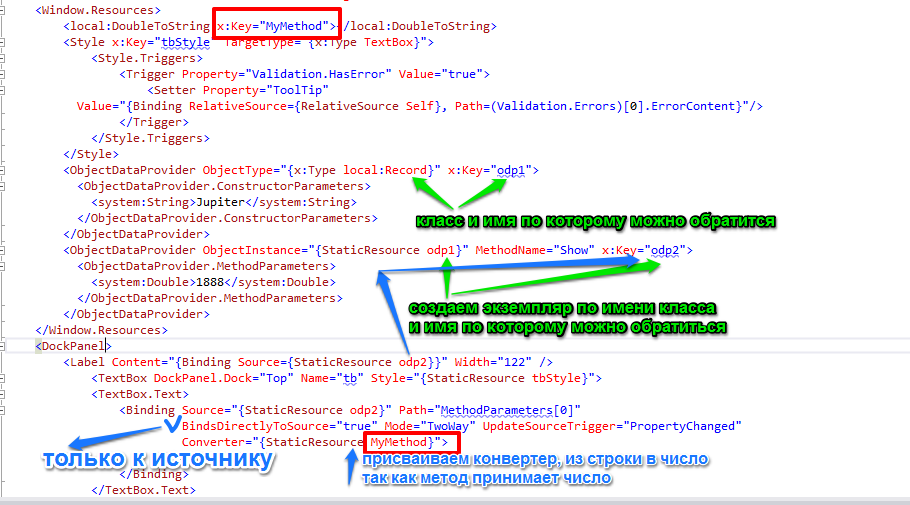 <Window.Resources>
<local:DoubleToString x:Key="MyMethod"></local:DoubleToString>
<Style x:Key="tbStyle" TargetType="{x:Type TextBox}">
<Style.Triggers>
<Trigger Property="Validation.HasError" Value="true">
<Setter Property="ToolTip"
Value="{Binding RelativeSource={RelativeSource Self}, Path=(Validation.Errors)[0].ErrorContent}"/>
</Trigger>
</Style.Triggers>
</Style>
<ObjectDataProvider ObjectType="{x:Type local:Record}" x:Key="odp1">
<ObjectDataProvider.ConstructorParameters>
<system:String>Jupiter</system:String>
</ObjectDataProvider.ConstructorParameters>
класс и имя по которому можно обратится
</ObjectDataProvider>
<ObjectDataProvider ObjectInstance="{StaticResource odp1}" MethodName="Show" x:Key="odp2">
<ObjectDataProvider.MethodParameters>
<system:Double>1888</system:Double>
</ObjectDataProvider.MethodParameters>
создаем экземпляр по имени класса
</ObjectDataProvider>
и имя по которому можно обратиться
</Window.Resources>
<DockPanel>
<Label Content="{Binding Source={StaticResource odp2}}" Width="122" />
<TextBox DockPanel.Dock="Top" Name="tb" Style="{StaticResource tbStyle}">
<TextBox.Text>
<Binding Source="{StaticResource odp2}" Path="MethodParameters[0]"
BindsDirectlyToSource="true" Mode="TwoWay" UpdateSourceTrigger="PropertyChanged"
Converter="{StaticResource MyMethod}">
только к источнику
присваиваем конвертер, из строки в число
</Binding>
так как метод принимает число
</TextBox.Text>